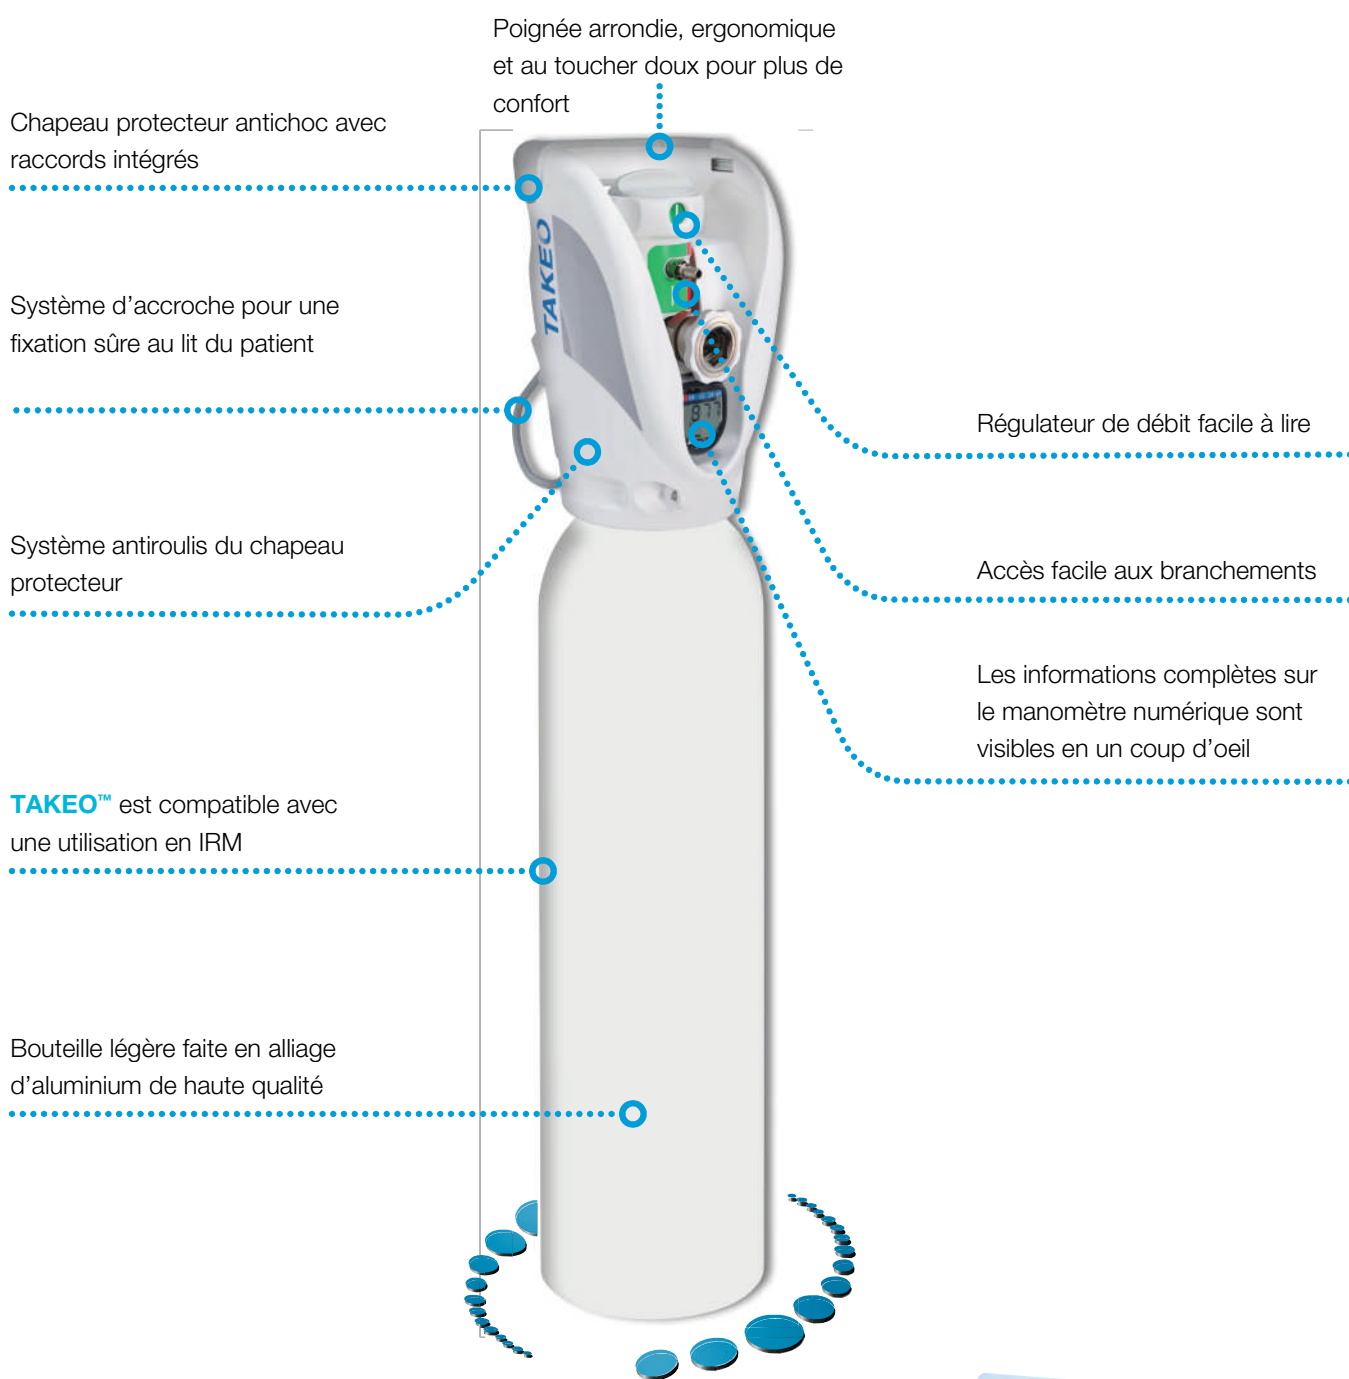 Poignée arrondie, ergonomique
et au toucher doux pour plus de
confort
Chapeau protecteur antichoc avec
raccords intégrés
Système d’accroche pour une
fixation sûre au lit du patient
Système antiroulis du chapeau
protecteur
TAKEO™ est compatible avec
une utilisation en IRM
Bouteille légère faite en alliage
d’aluminium de haute qualité
TAKEO
877
Régulateur de débit facile à lire
Accès facile aux branchements
Les informations complètes sur
le manomètre numérique sont
visibles en un coup d’oeil